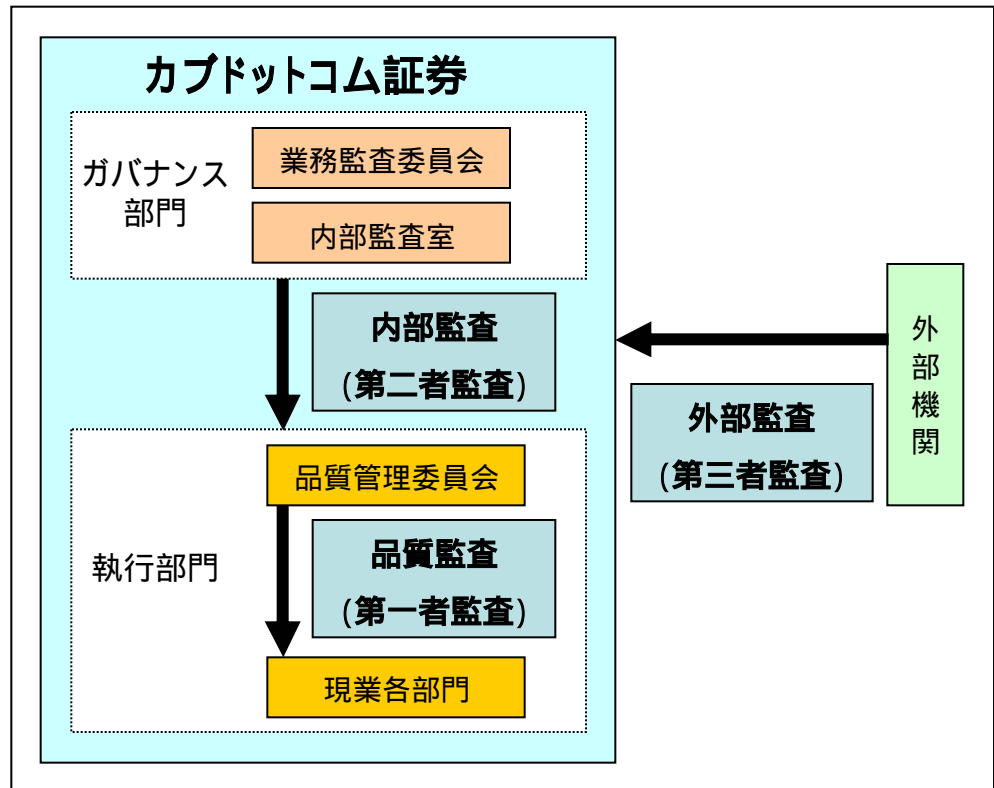 カブドットコム証券
ガバナンス
部門
業務監査委員会
内部監査室
内部監査
(第二者監査)
外部機関
外部監査
(第三者監査)
品質管理委員会
執行部門
品質監査
(第一者監査)
現業各部門